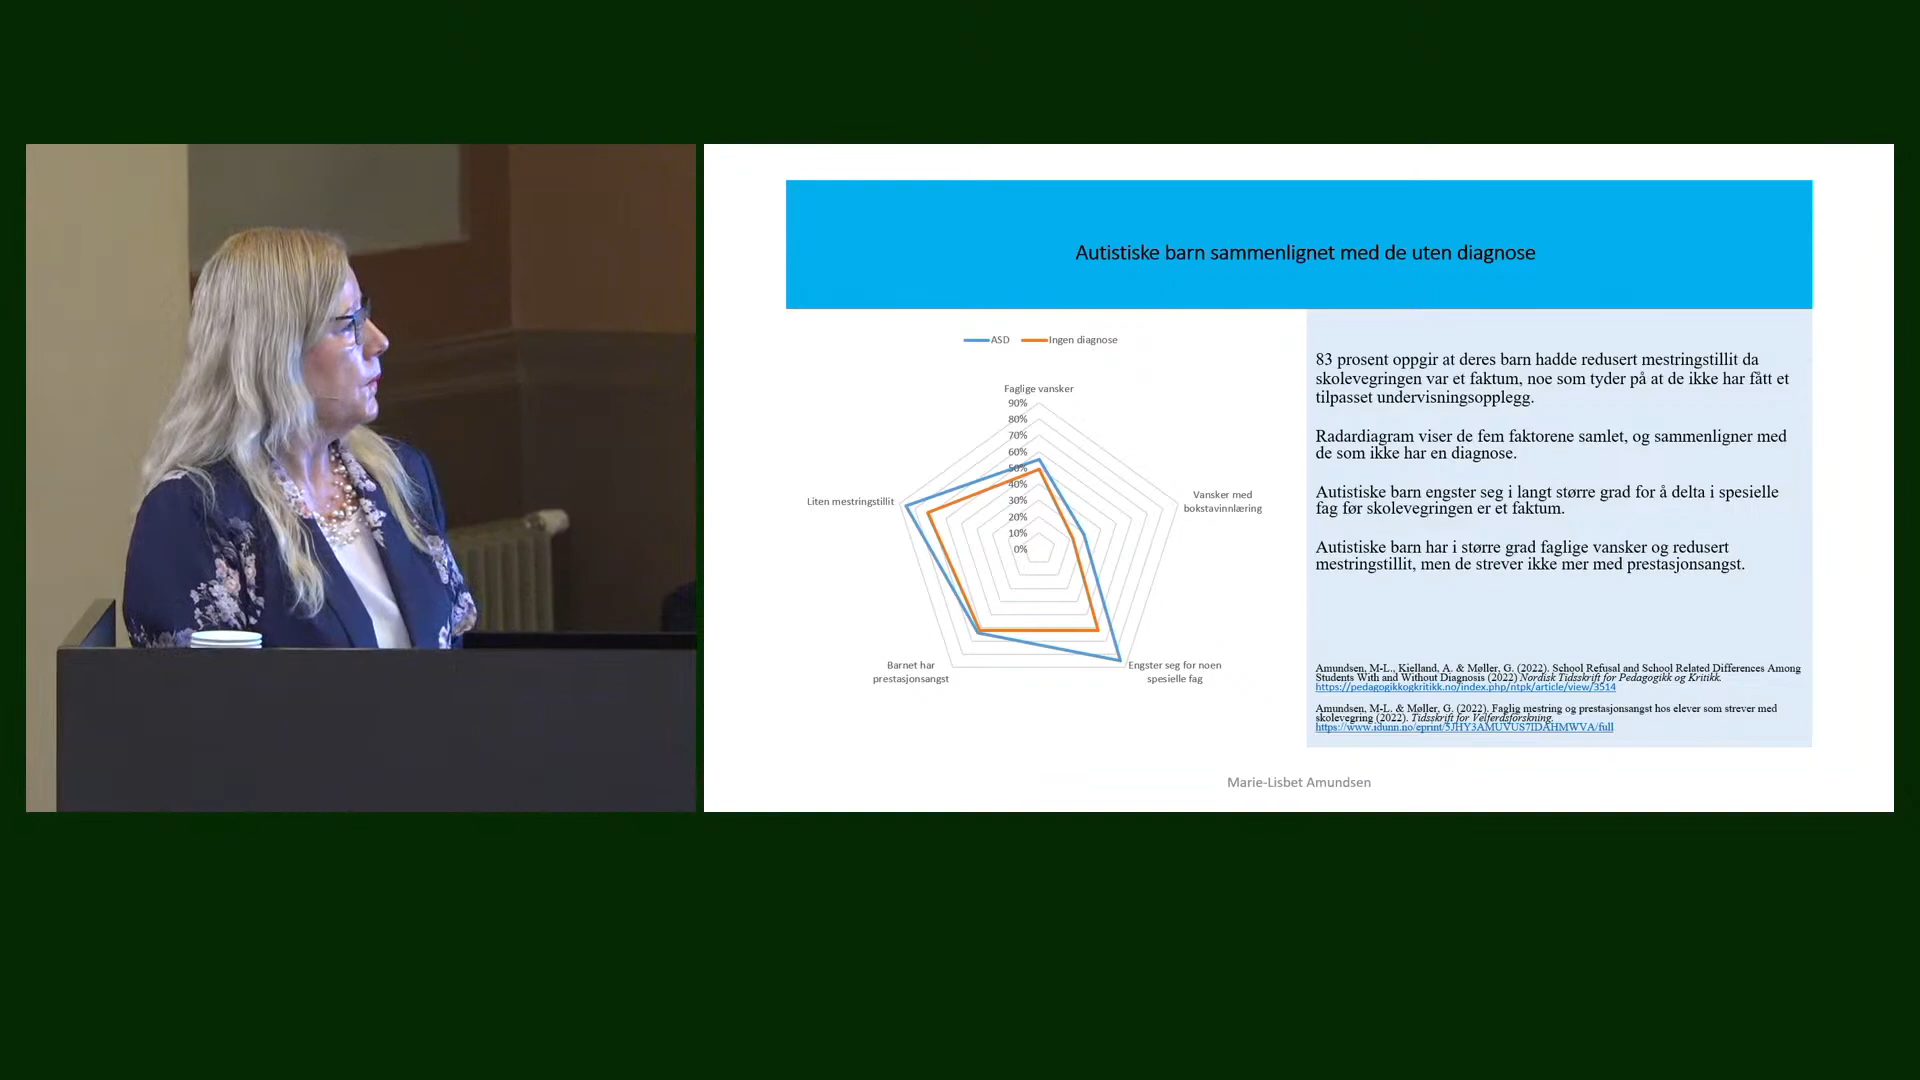 Autistiske barn sammenlignet med de uten diagnose
ASD
Ingen diagnose
Faglige vansker
90%
80%
70%
60%
50%
40%
30%
20%
10%
0%
Vansker med
bokstavinnlæring
Engster seg for noen
spesielle fag
Barnet har
prestasjonsangst
Liten mestringstillit
83 prosent oppgir at deres barn hadde redusert mestringstillit da
skolevegringen var et faktum, noe som tyder på at de ikke har fått et
tilpasset undervisningsopplegg.
Radardiagram viser de fem faktorene samlet, og sammenligner med
de som ikke har en diagnose.
Autistiske barn engster seg i langt større grad for å delta i spesielle
fag før skolevegringen er et faktum.
Autistiske barn har i større grad faglige vansker og redusert
mestringstillit, men de strever ikke mer med prestasjonsangst.
Amundsen, M-L., Kielland, A. & Møller, G. (2022). School Refusal and School Related Differences Among
Students With and Without Diagnosis (2022) Nordisk Tidsskrift for Pedagogikk og Kritikk.
https://pedagogikkogkritikk.no/index.php/ntpk/article/view/3514
Amundsen, M-L. & Møller, G. (2022). Faglig mestring og prestasjonsangst hos elever som strever med
skolevegring (2022). Tidsskrift for Velferdsforskning.
https://www.idunn.no/eprint/5JHY3AMUVUS7IDAHMWVA/full
Marie-Lisbet Amundsen